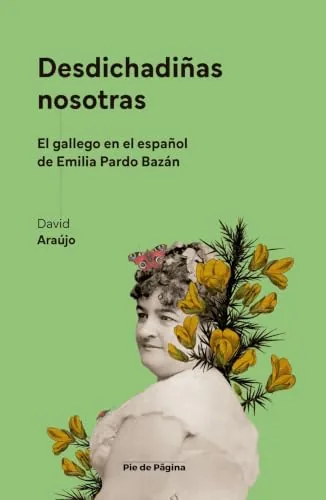 Desdichadiñas
nosotras
El gallego en el español
de Emilia Pardo Bazán
David
Araújo
Pie de Página